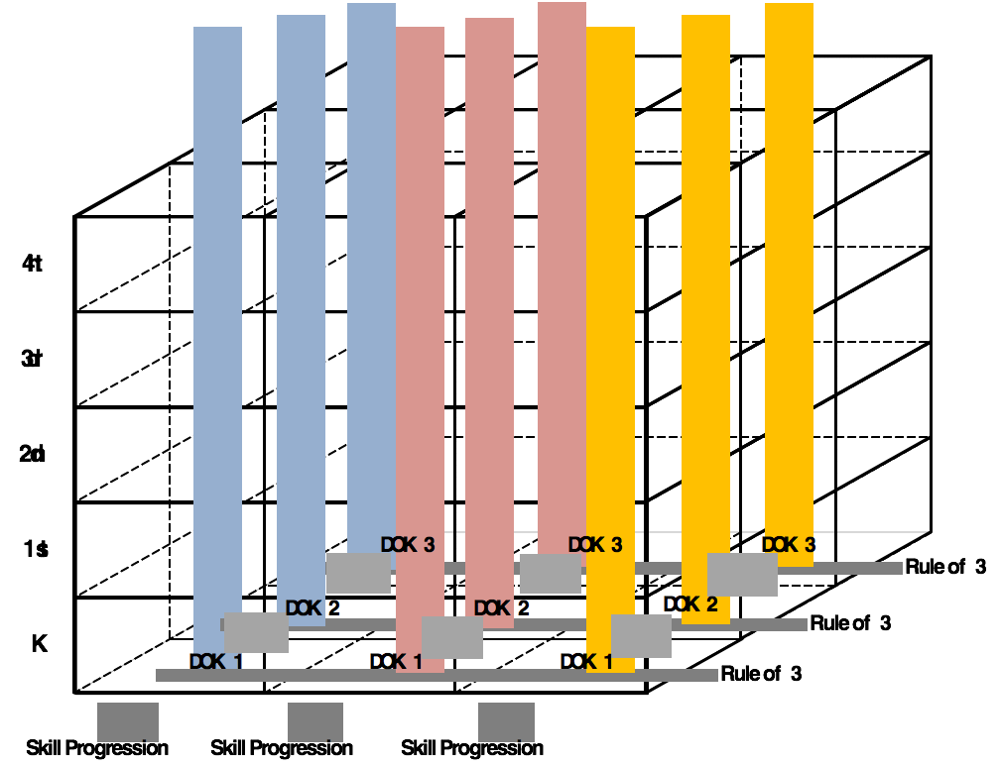 4t
3d
2d
1s
K
DOK 3
DOK 3
DOK 3
Rule of 3
DOK 2
DOK 2
DOK 2
Rule of 3
DOK 1
DOK 1
DOK 1
Rule of 3
Skill Progression
Skill Progression
Skill Progression